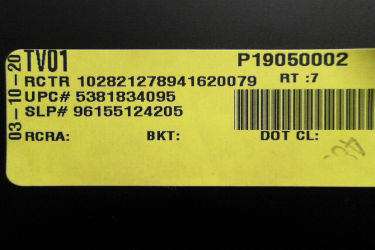 03-10-20
TV01 P19050002
RCTR 102821278941620079 RT :7
UPC# 5381834095
SLP# 96155124205
RCRA: BKT: DOT CL: